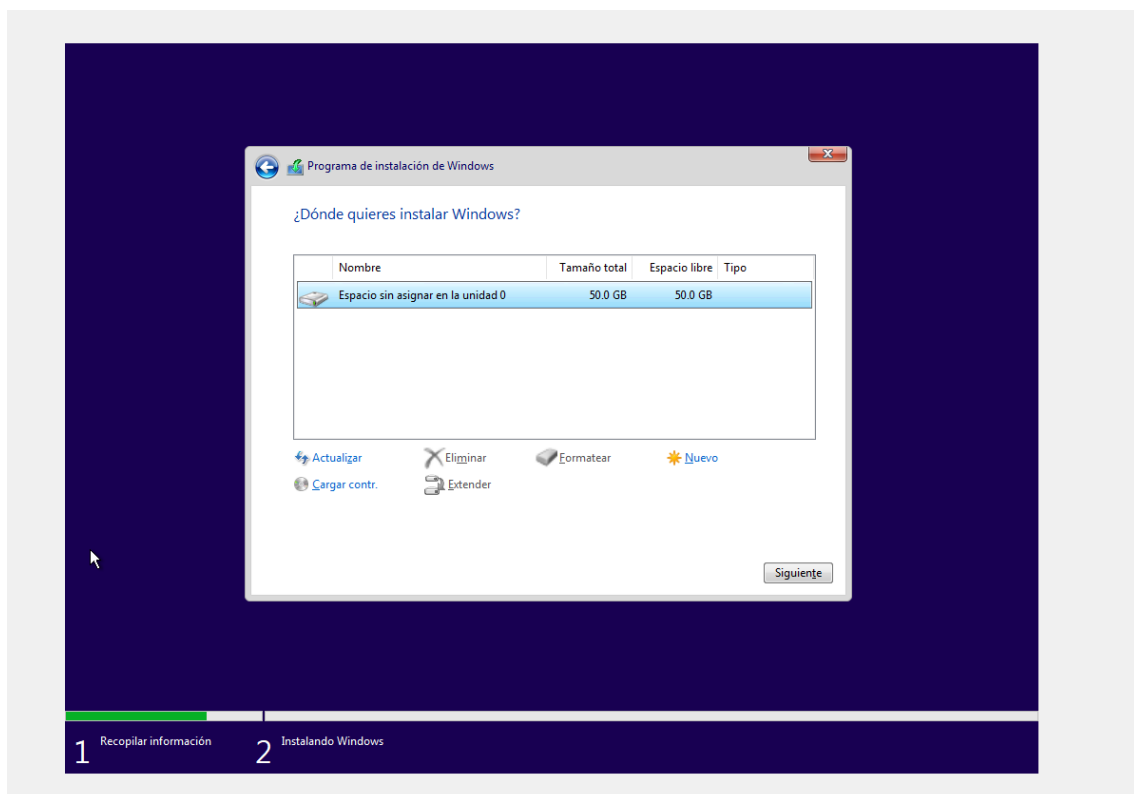 Programa de instalación de Windows
¿Dónde quieres instalar Windows?
Nombre Tamaño total Espacio libre Tipo
Espacio sin asignar en la unidad 0 50.0 GB 50.0 GB
Actualizar Eliminar Formatear Nuevo
Cargar contr. Extender
Siguiente
1 Recopilar información 2 Instalando Windows